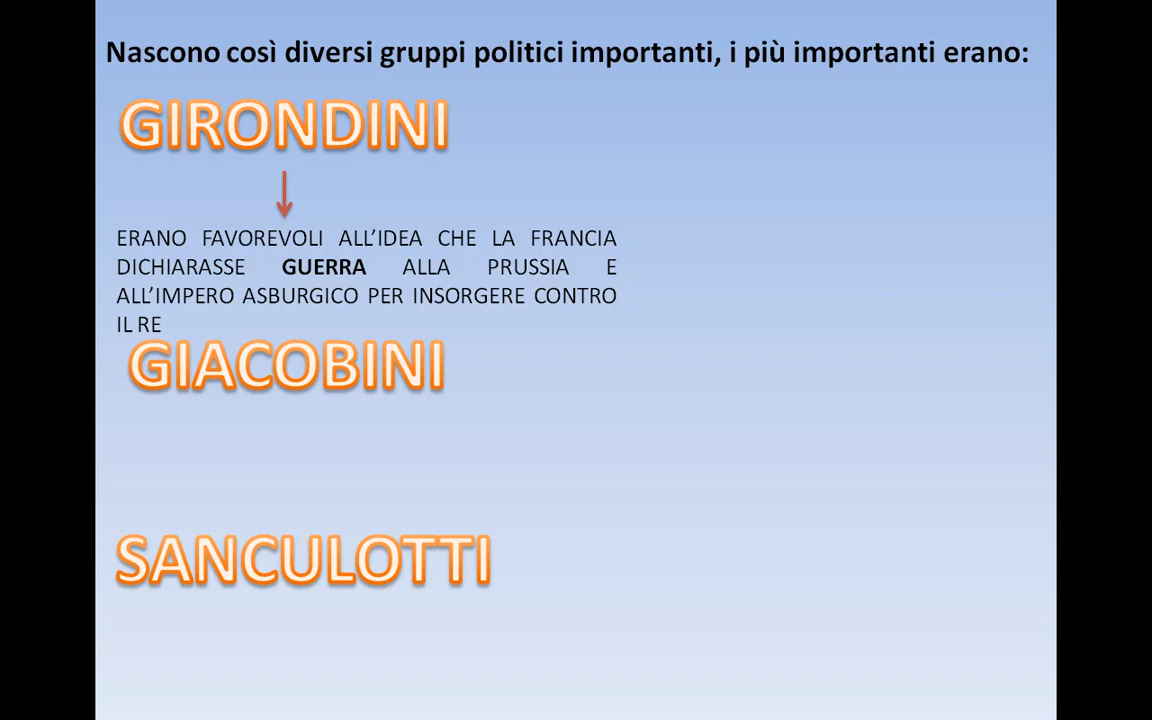 Nascono così diversi gruppi politici importanti, i più importanti erano:
GIRONDINI
ERANO FAVOREVOLI ALL’IDEA CHE LA FRANCIA
DICHIARASSE GUERRA ALLA PRUSSIA E
ALL’IMPERO ASBURGICO PER INSORGERE CONTRO
IL RE
GIACOBINI
SANCULOTTI